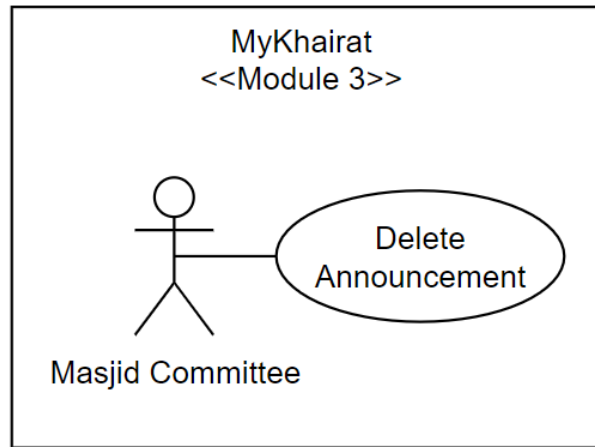 MyKhairat
<<Module 3>>
Delete
Announcement
Masjid Committee